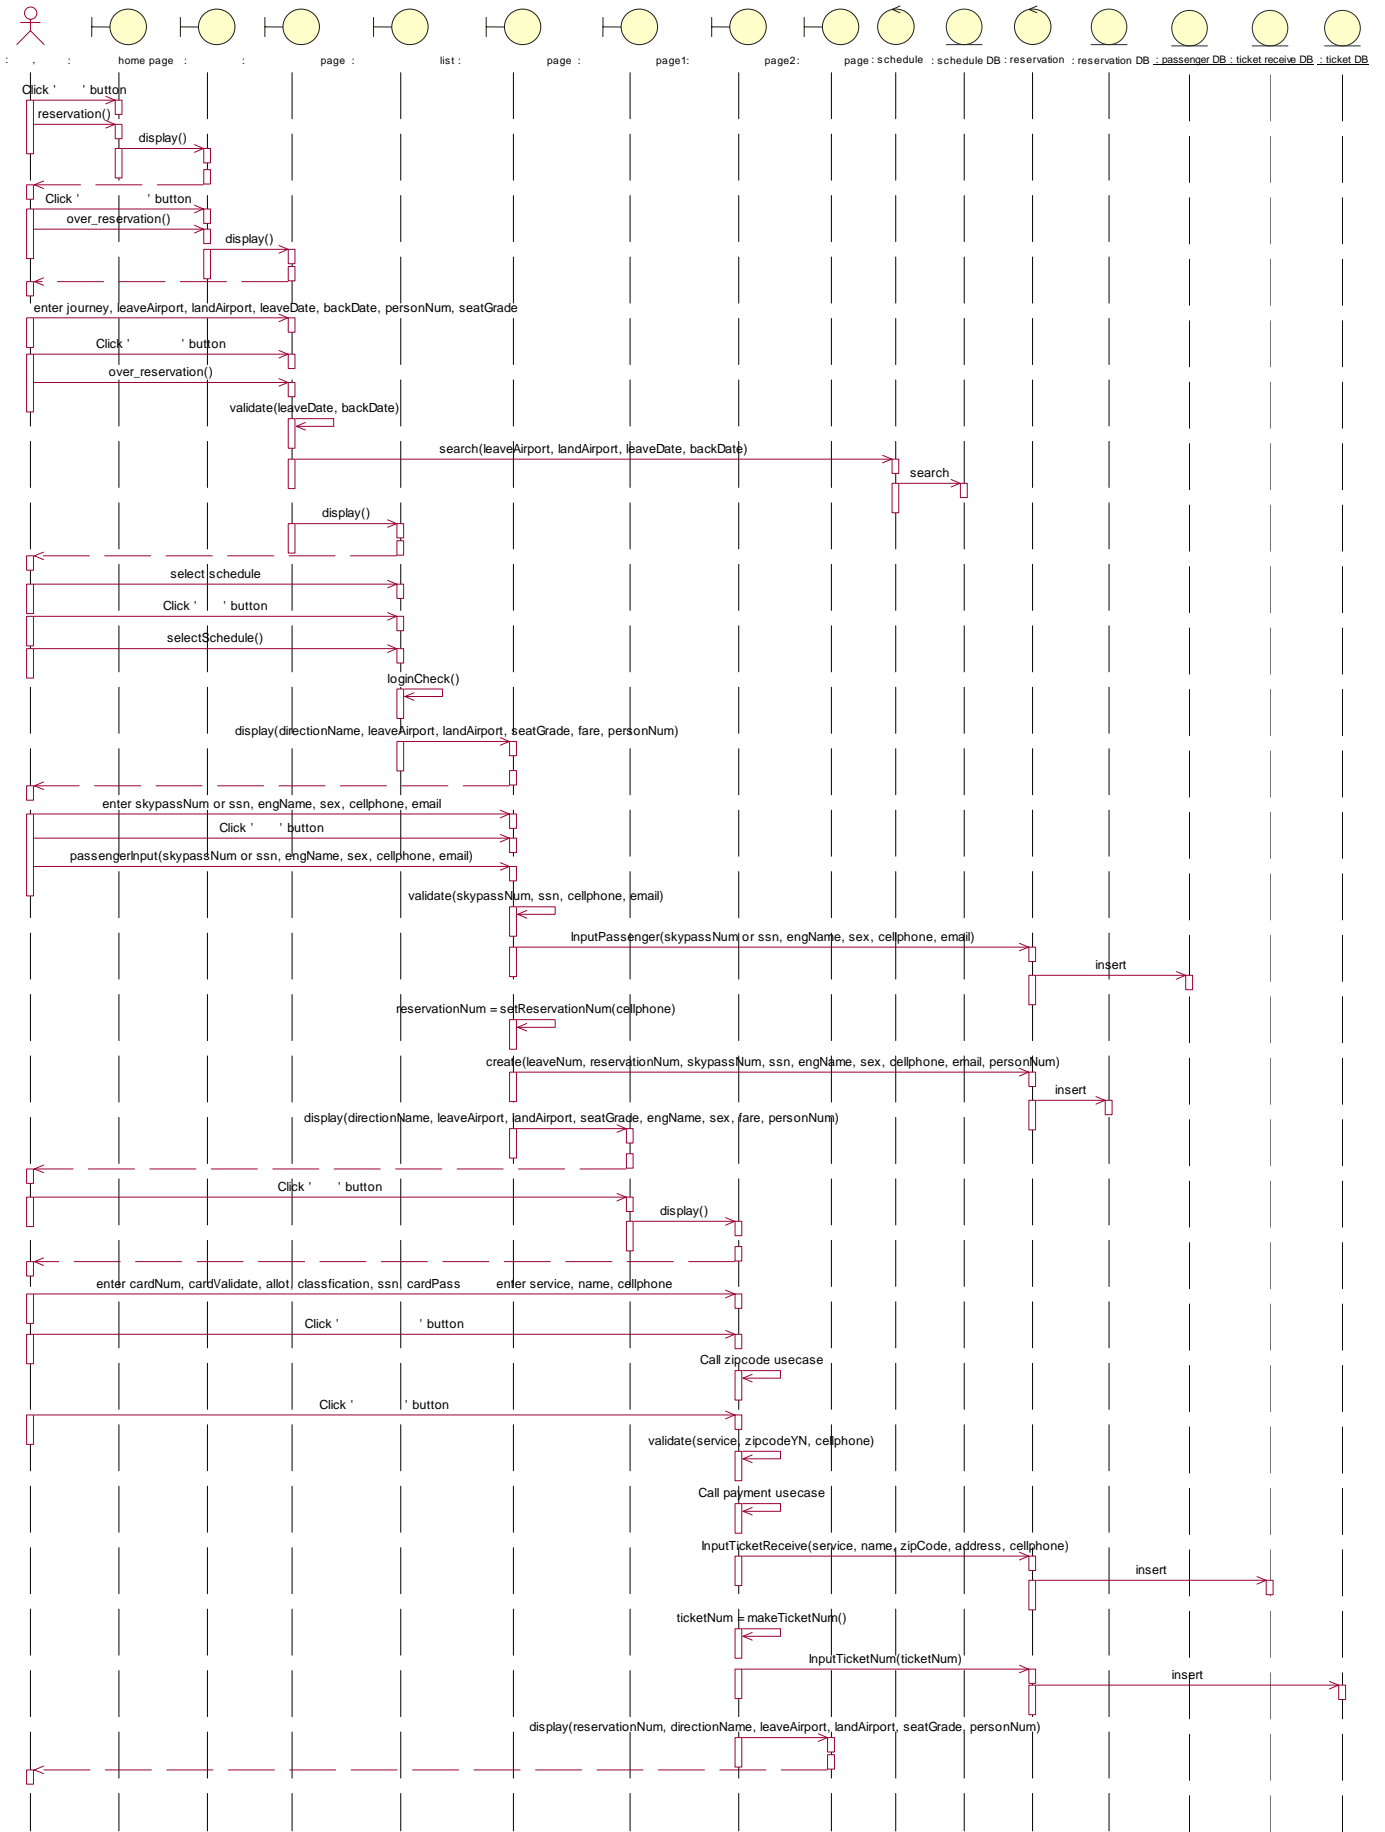 : , : home page : : page : list : page : page1: page2: page : schedule : schedule DB : reservation : reservation DB : passenger DB : ticket receive DB : ticket DB
Click ' ' button
reservation()
display()
Click ' ' button
over_reservation()
display()
enter journey, leaveAirport, landAirport, leaveDate, backDate, personNum, seatGrade
Click ' ' button
over_reservation()
validate(leaveDate, backDate)
search(leaveAirport, landAirport, leaveDate, backDate)
search
display()
select schedule
Click ' ' button
selectSchedule()
loginCheck()
display(directionName, leaveAirport, landAirport, seatGrade, fare, personNum)
enter skypassNum or ssn, engName, sex, cellphone, email
Click ' ' button
passengerInput(skypassNum or ssn, engName, sex, cellphone, email)
validate(skypassNum, ssn, cellphone, email)
InputPassenger(skypassNum or ssn, engName, sex, cellphone, email)
insert
reservationNum = setReservationNum(cellphone)
create(leaveNum, reservationNum, skypassNum, ssn, engName, sex, cellphone, email, personNum)
insert
display(directionName, leaveAirport, landAirport, seatGrade, engName, sex, fare, personNum)
Click ' ' button
display()
enter cardNum, cardValidate, allot, classfication, ssn, cardPass enter service, name, cellphone
Click ' ' button
Call zipcode usecase
Click ' ' button
validate(service, zipcodeYN, cellphone)
Call payment usecase
InputTicketReceive(service, name, zipCode, address, cellphone)
insert
ticketNum = makeTicketNum()
InputTicketNum(ticketNum)
insert
display(reservationNum, directionName, leaveAirport, landAirport, seatGrade, personNum)